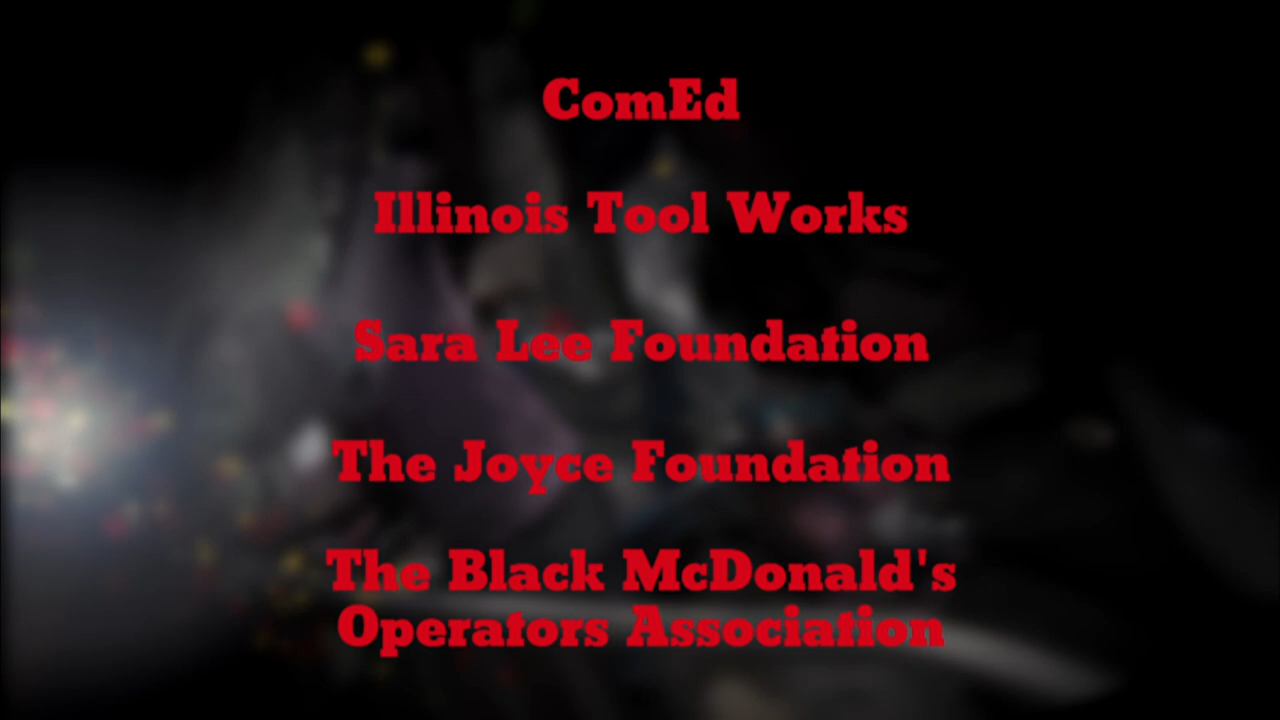 ComEd
Illinois Tool Works
Sara Lee Foundation
The Joyce Foundation
The Black McDonald's
Operators Association